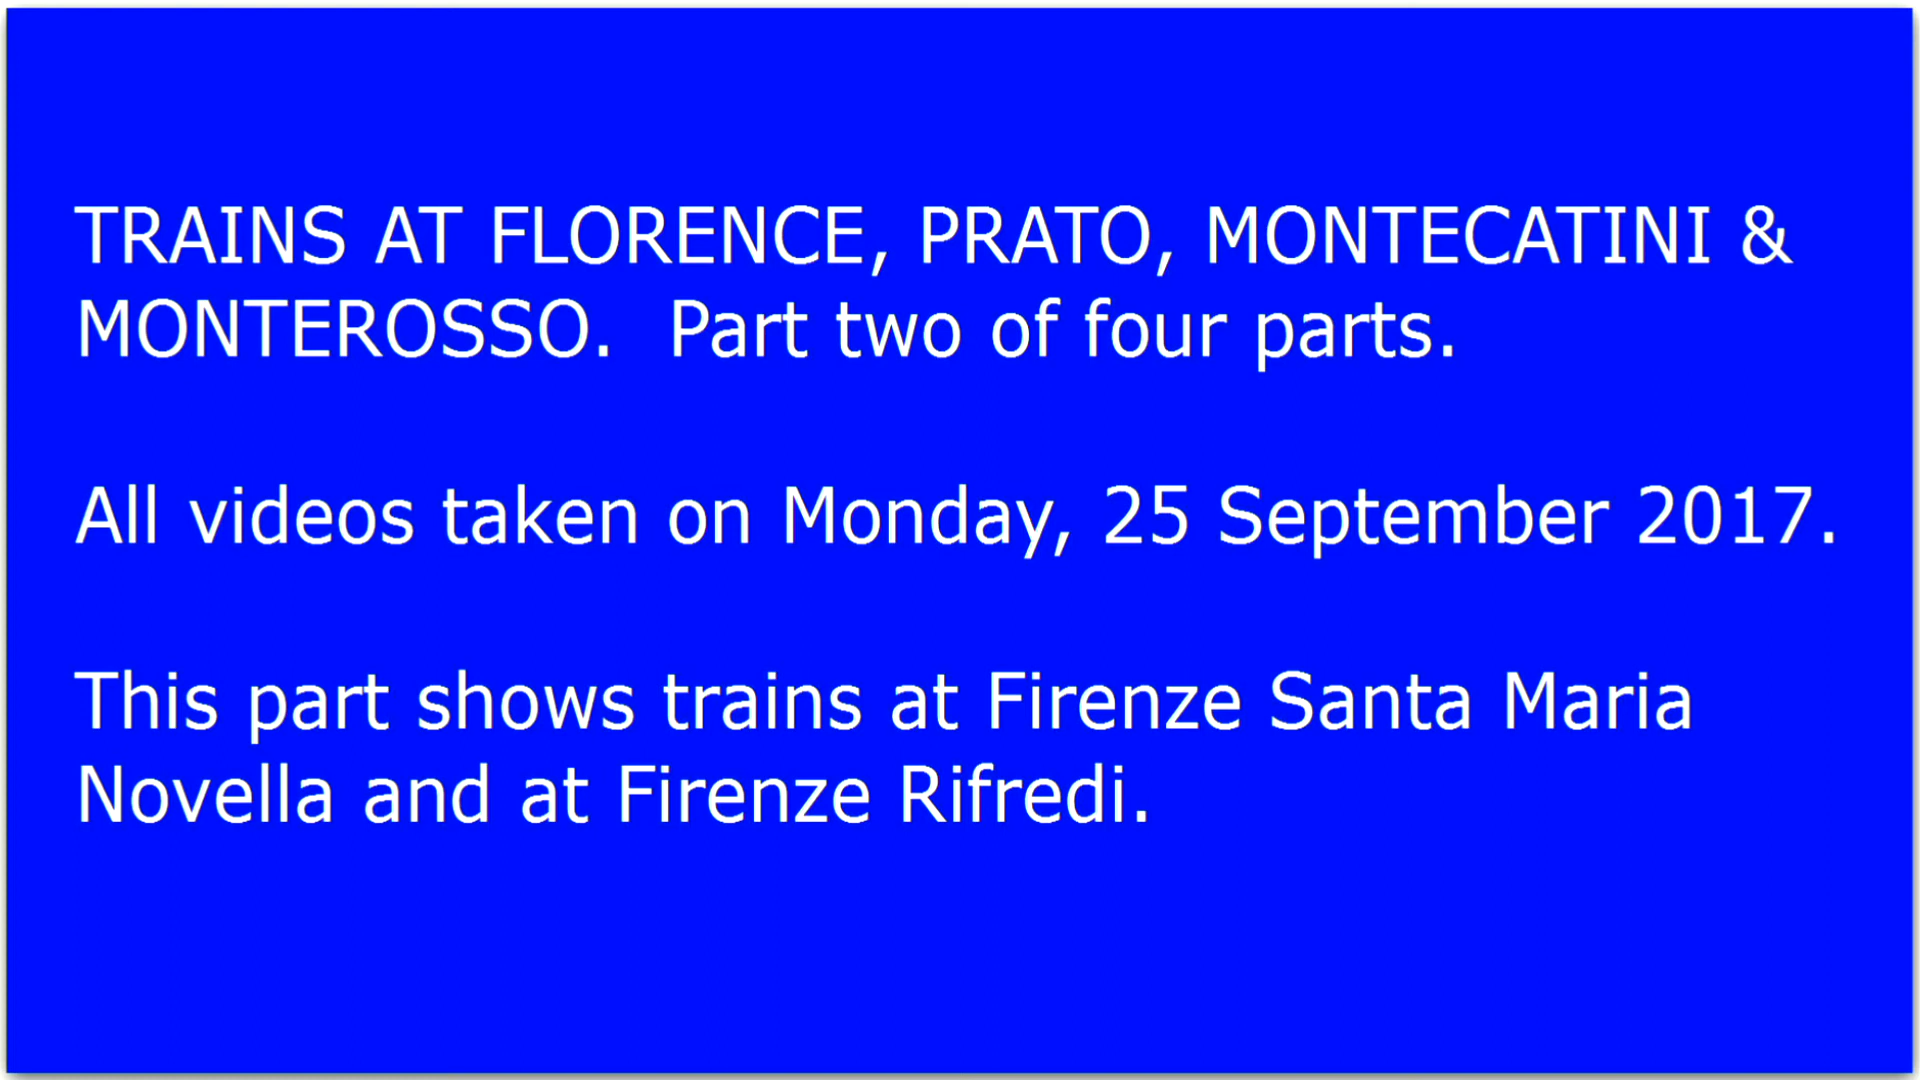 TRAINS AT FLORENCE, PRATO, MONTECATINI &
MONTEROSSO.  Part two of four parts.
All videos taken on Monday, 25 September 2017.
This part shows trains at Firenze Santa Maria
Novella and at Firenze Rifredi.